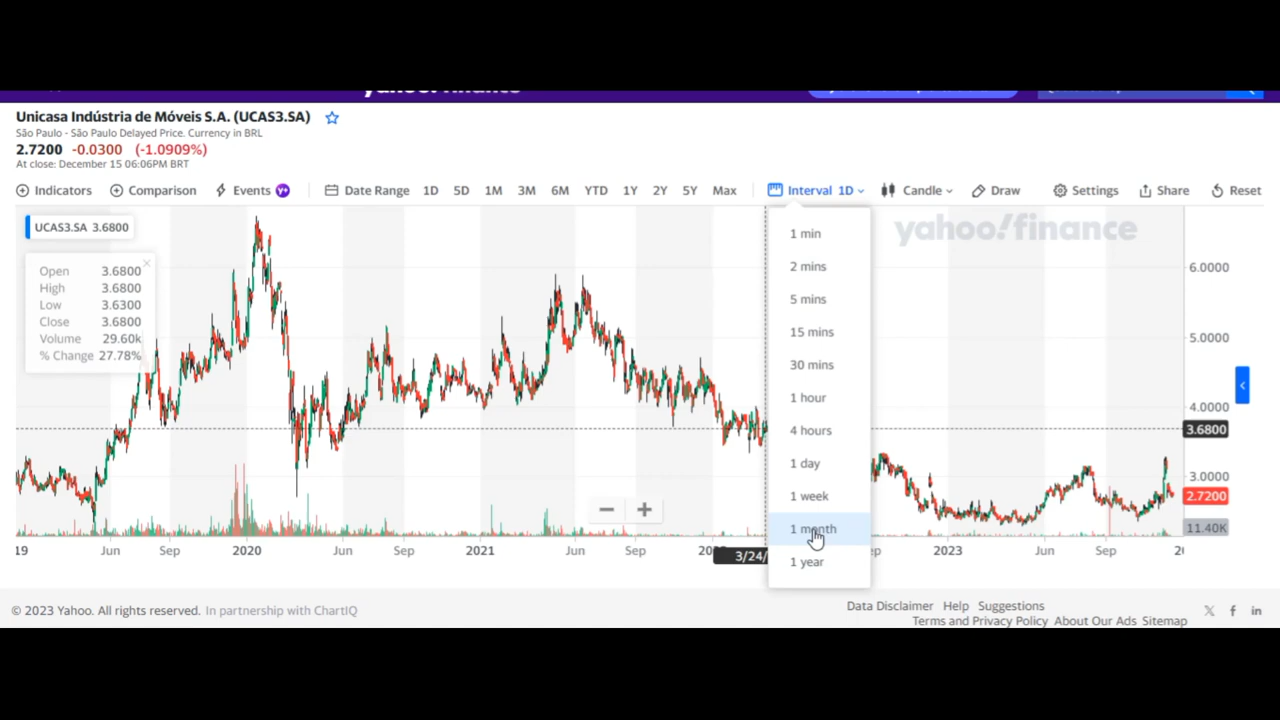 Unicasa Indústria de Móveis S.A. (UCAS3.SA)
São Paulo - São Paulo Delayed Price. Currency in BRL
2.7200 -0.0300 (-1.0909%)
At close: December 15 06:06PM BRT
Indicators Comparison Events Y+ Date Range 1D 5D 1M 3M 6M YTD 1Y 2Y 5Y Max Interval 1D Candle Draw Settings Share Reset
UCAS3.SA 3.6800
yahoo!finance
Open 3.6800
High 3.6800
Low 3.6300
Close 3.6800
Volume 29.60k
% Change 27.78%
1 min
2 mins
5 mins
15 mins
30 mins
1 hour
4 hours
1 day
1 week
1 month
1 year
6.0000
5.0000
4.0000
3.6800
3.0000
2.7200
11.40K
19 Jun Sep 2020 Jun Sep 2021 Jun Sep 3/24/ 2023 Jun Sep
© 2023 Yahoo. All rights reserved. In partnership with ChartIQ
Data Disclaimer Help Suggestions
Terms and Privacy Policy About Our Ads Sitemap